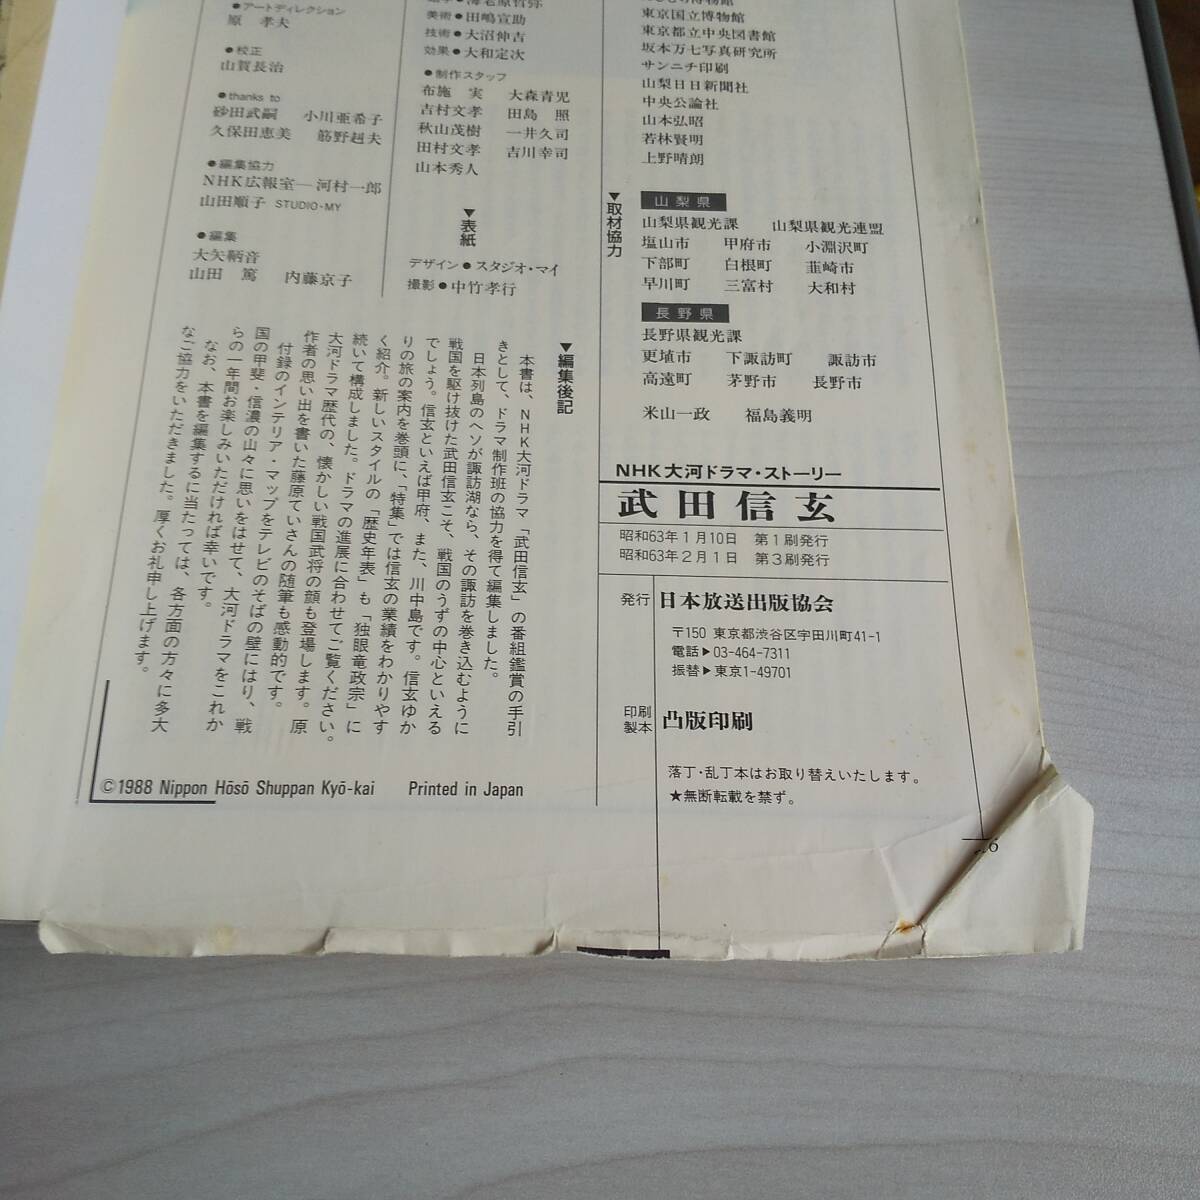 ●アートディレクション
原　孝夫
●校正
山賀長治
●thanks to
砂田武嗣　小川亜希子
久保田恵美　筋野赳夫
●編集協力
NHK広報室—河村一郎
山田順子 STUDIO-MY
●編集
大矢鞆音
山田　篤　内藤京子
美術●田嶋宣助
技術●大沼伸吉
効果●大和定次
●制作スタッフ
布施　実　大森青児
吉村文孝　田島　照
秋山茂樹　一井久司
田村文孝　吉川幸司
山本秀人
▼表紙
デザイン●スタジオ・マイ
撮影●中竹孝行
▼編集後記
本書は、NHK大河ドラマ「武田信玄」の番組鑑賞の手引
きとして、ドラマ制作班の協力を得て編集しました。
日本列島のヘソが諏訪湖なら、その諏訪を巻き込むように
戦国を駆け抜けた武田信玄こそ、戦国のうずの中心といえる
でしょう。信玄といえば甲府、また、川中島です。信玄ゆか
りの旅の案内を巻頭に、「特集」では信玄の業績をわかりやす
く紹介。新しいスタイルの「歴史年表」も「独眼竜政宗」に
続いて構成しました。ドラマの進展に合わせてご覧ください。
大河ドラマ歴代の、懐かしい戦国武将の顔も登場します。原
作者の思い出を書いた藤原ていさんの随筆も感動的です。
付録のインテリア・マップをテレビのそばの壁にはり、戦
国の甲斐・信濃の山々に思いをはせて、大河ドラマをこれか
らの一年間お楽しみいただければ幸いです。
なお、本書を編集するに当たっては、各方面の方々に多大
なご協力をいただきました。厚くお礼申し上げます。
©1988 Nippon Hōsō Shuppan Kyō-kai　Printed in Japan
東京国立博物館
東京都立中央図書館
坂本万七写真研究所
サンニチ印刷
山梨日日新聞社
中央公論社
山本弘昭
若林賢明
上野晴朗
▼取材協力
山梨県
山梨県観光課　山梨県観光連盟
塩山市　甲府市　小淵沢町
下部町　白根町　韮崎市
早川町　三富村　大和村
長野県
長野県観光課
更埴市　下諏訪町　諏訪市
高遠町　茅野市　長野市
米山一政　福島義明
NHK大河ドラマ・ストーリー
武田信玄
昭和63年1月10日　第1刷発行
昭和63年2月1日　第3刷発行
発行 日本放送出版協会
〒150 東京都渋谷区宇田川町41-1
電話▶03-464-7311
振替▶東京1-49701
印刷
製本 凸版印刷
落丁・乱丁本はお取り替えいたします。
★無断転載を禁ず。